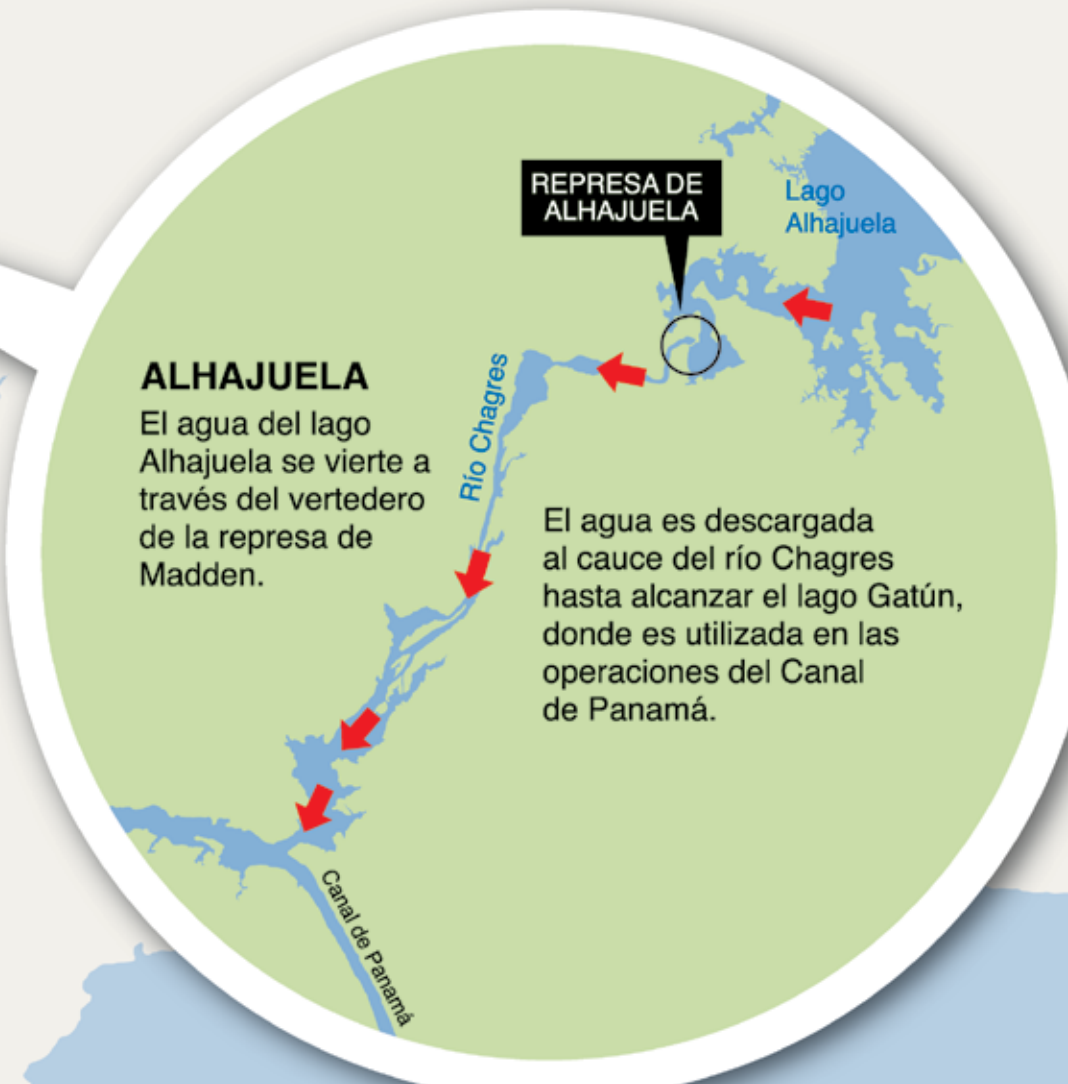 REPRESA DE
ALHAJUELA
Lago
Alhajuela
ALHAJUELA
El agua del lago
Alhajuela se vierte a
través del vertedero
de la represa de
Madden.
Río Chagres
El agua es descargada
al cauce del río Chagres
hasta alcanzar el lago Gatún,
donde es utilizada en las
operaciones del Canal
de Panamá.
Canal de Panamá